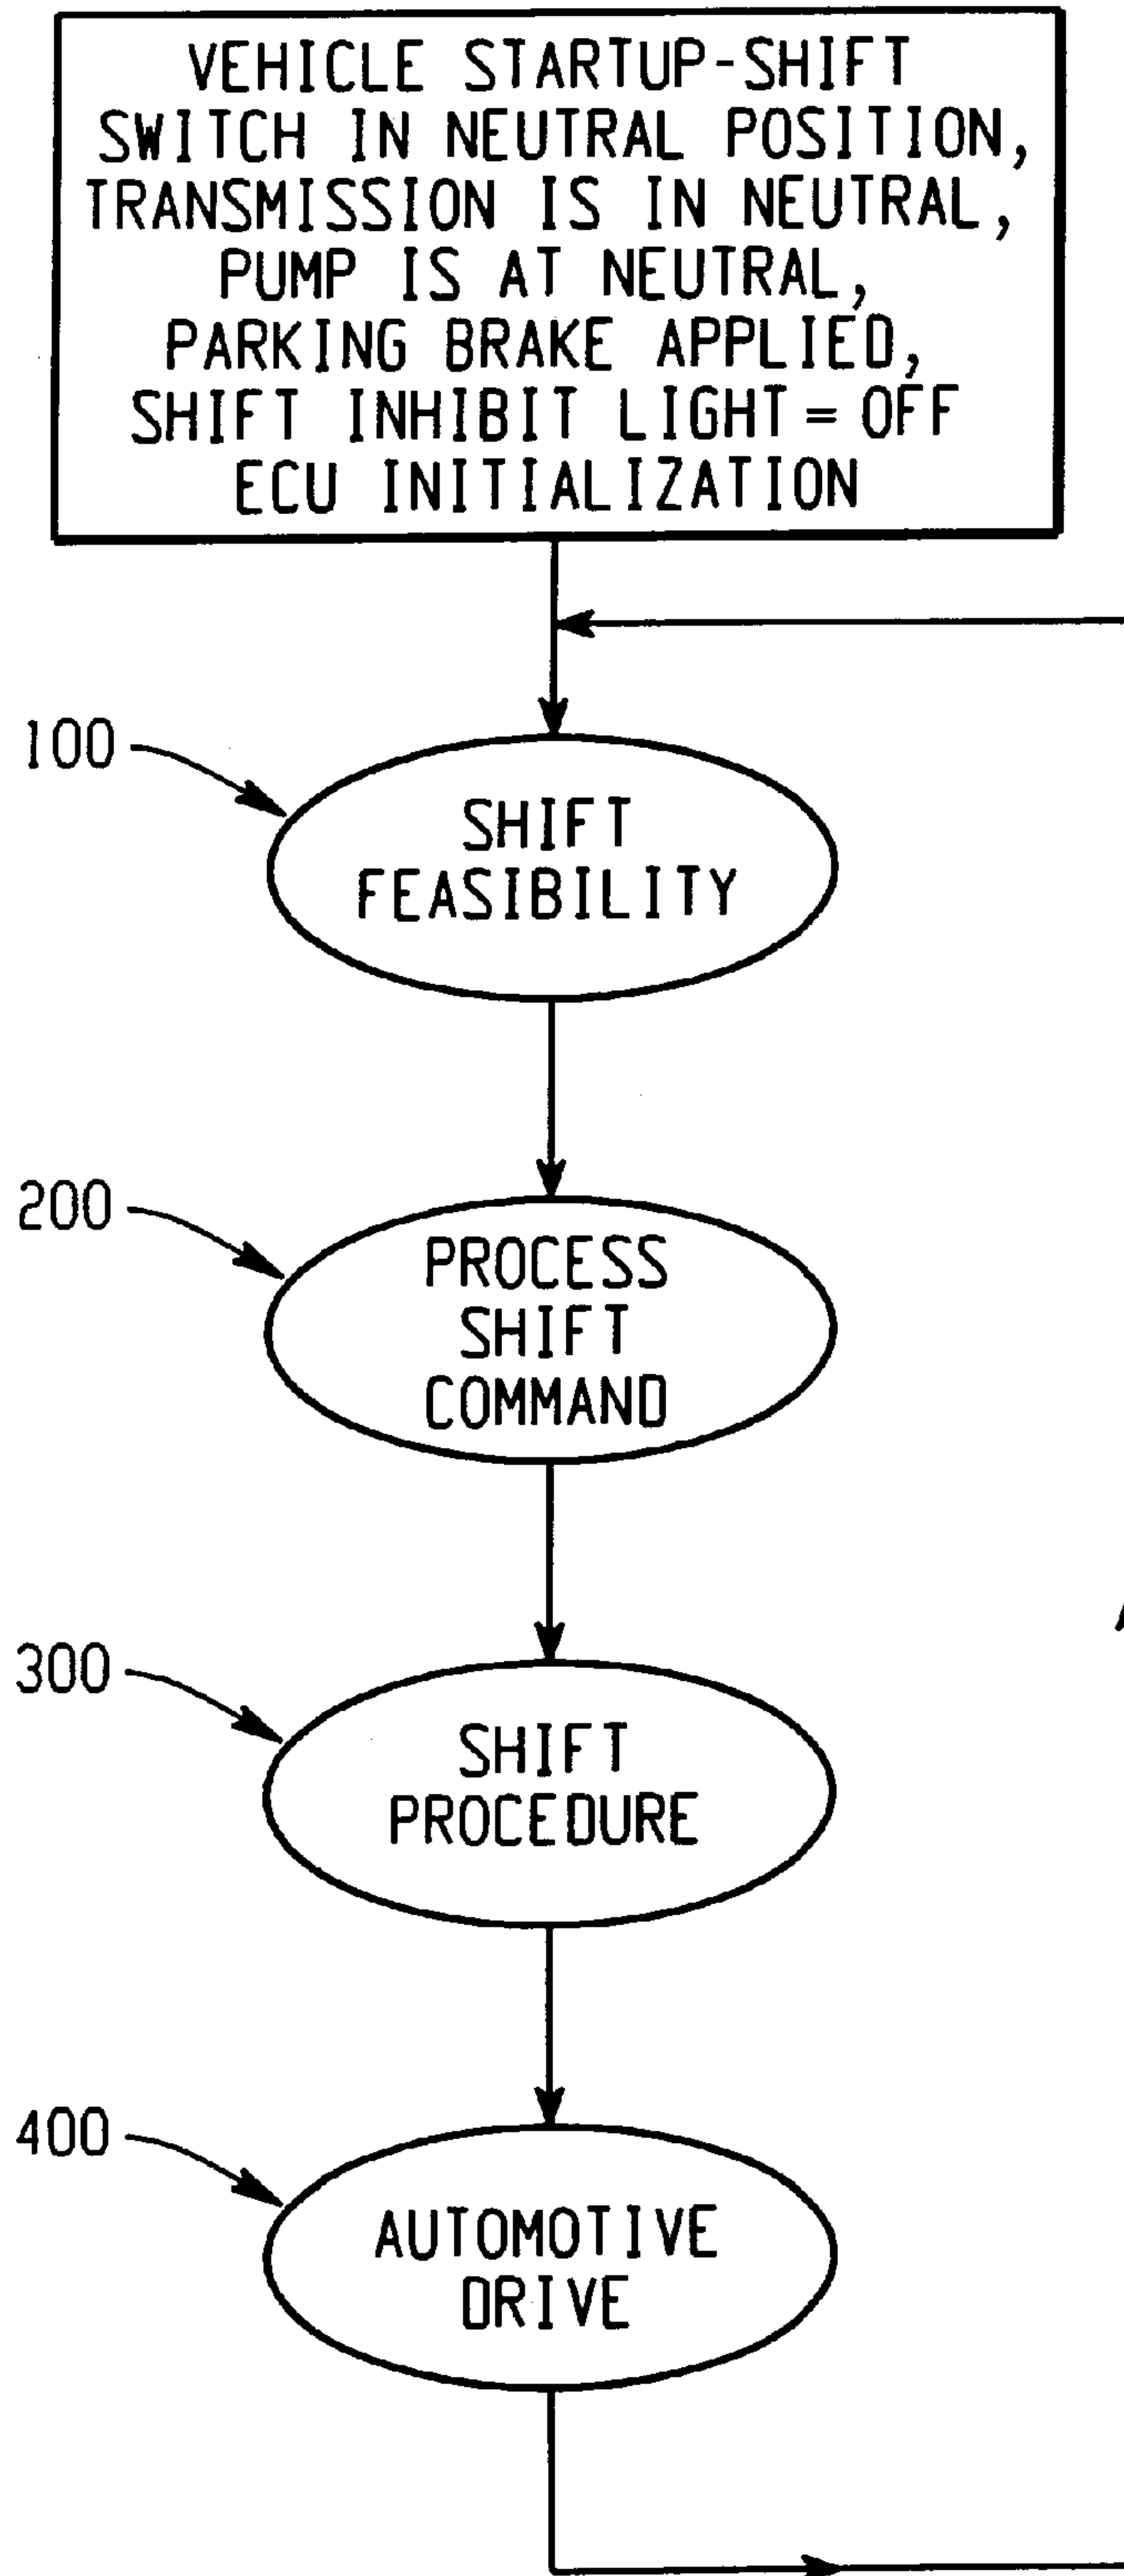 VEHICLE STARTUP-SHIFT
SWITCH IN NEUTRAL POSITION,
TRANSMISSION IS IN NEUTRAL,
PUMP IS AT NEUTRAL,
PARKING BRAKE APPLIED,
SHIFT INHIBIT LIGHT = OFF
ECU INITIALIZATION
100
SHIFT
FEASIBILITY
200
PROCESS
SHIFT
COMMAND
300
SHIFT
PROCEDURE
400
AUTOMOTIVE
DRIVE